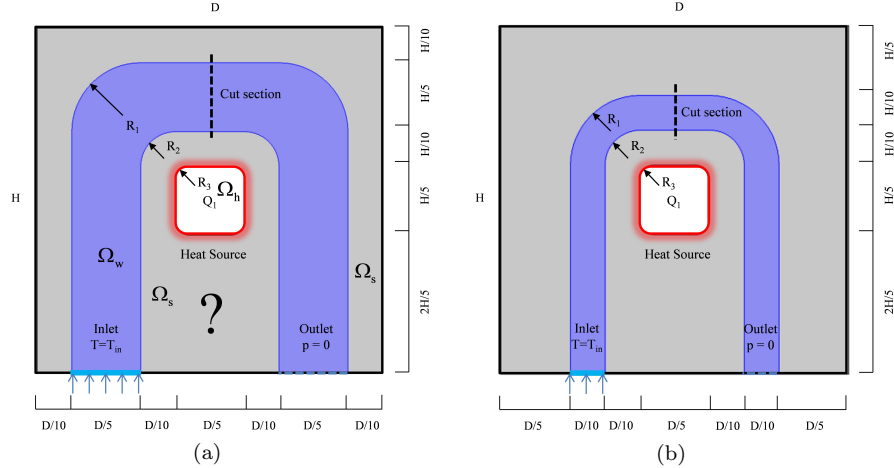 D
H/10
H/5
H/10
H/5
2H/5
H
Cut section
R1
R2
R3
Q1
Ωh
Heat Source
Ωw
Ωs
?
Ωs
Inlet
T=Tin
Outlet
p = 0
D/10
D/5
D/10
D/5
D/10
D/5
D/10
(a)
D
H/5
H/10
H/10
H/5
2H/5
H
Cut section
R1
R2
R3
Q1
Heat Source
Inlet
T=Tin
Outlet
p = 0
D/5
D/10
D/10
D/5
D/10
D/10
D/5
(b)